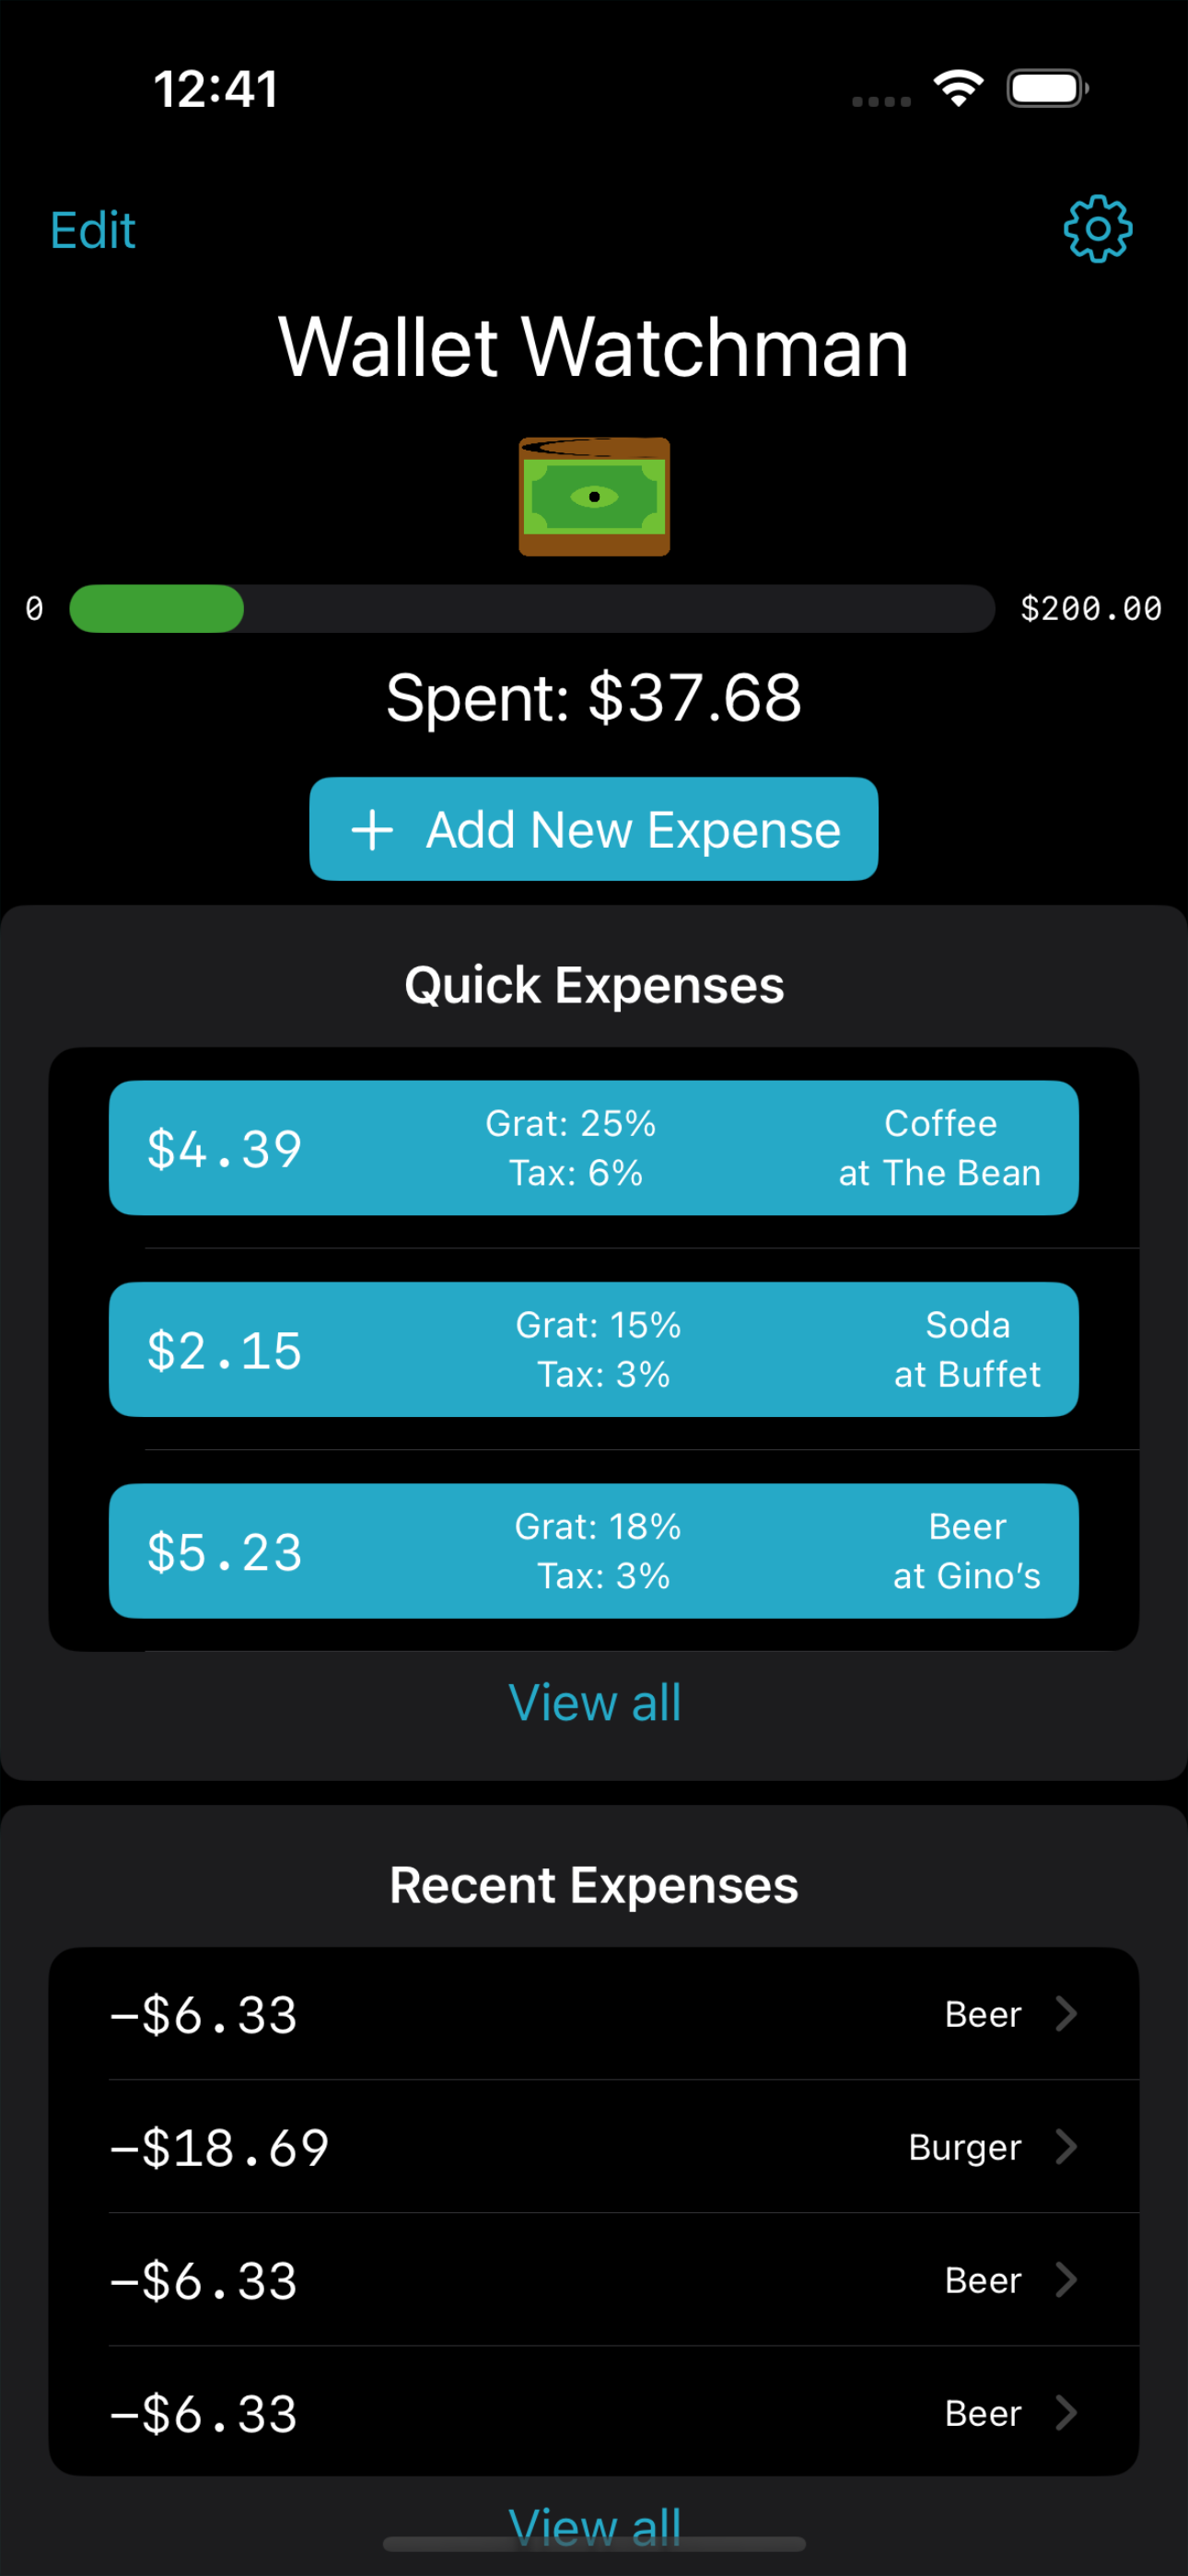 12:41
Edit
Wallet Watchman
0
$200.00
Spent: $37.68
+ Add New Expense
Quick Expenses
$4.39
Grat: 25%
Tax: 6%
Coffee
at The Bean
$2.15
Grat: 15%
Tax: 3%
Soda
at Buffet
$5.23
Grat: 18%
Tax: 3%
Beer
at Gino’s
View all
Recent Expenses
–$6.33
Beer
–$18.69
Burger
–$6.33
Beer
–$6.33
Beer
View all